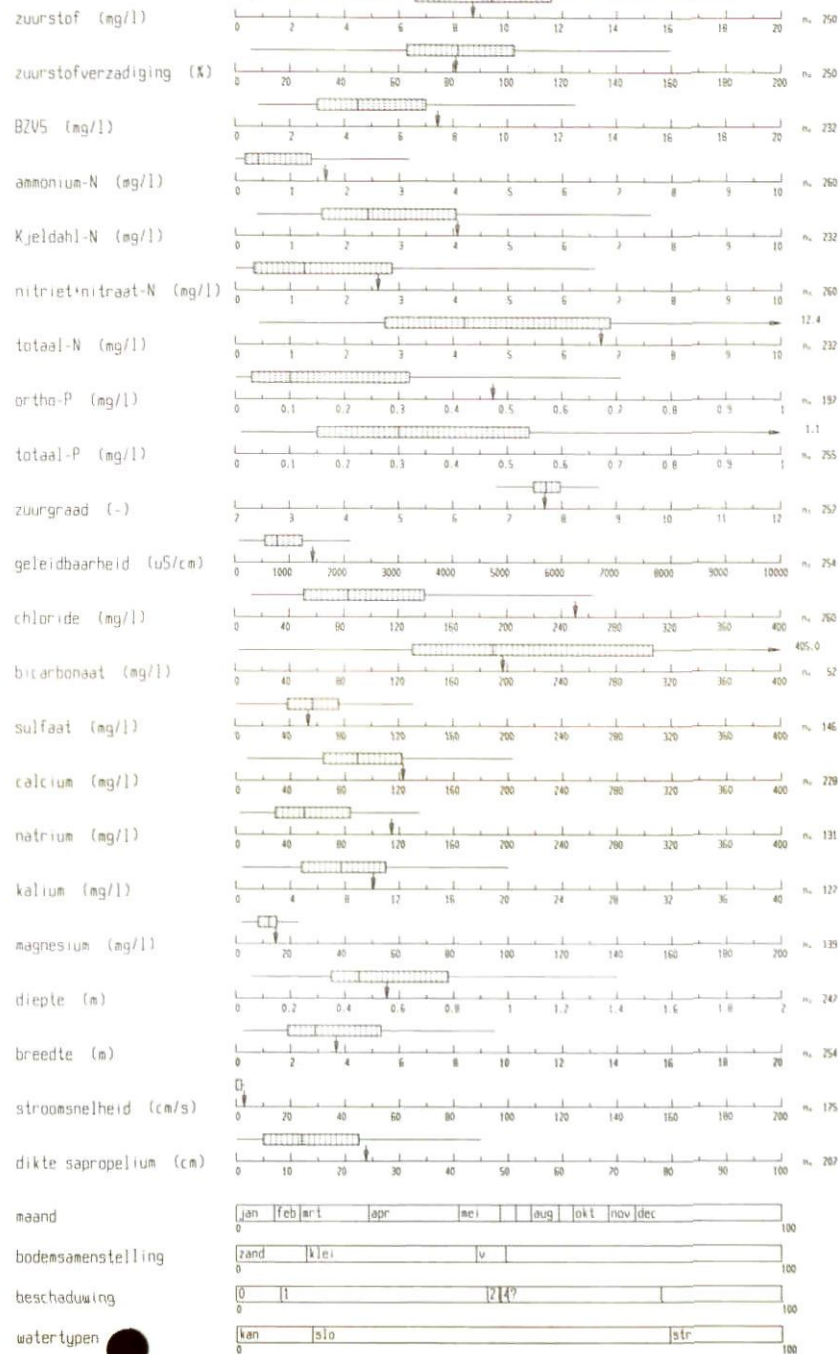 zuurstof (mg/l) 0 2 4 6 8 10 12 14 16 18 20 n= 250
zuurstofverzadiging (%) 0 20 40 60 80 100 120 140 160 180 200 n= 250
BZV5 (mg/l) 0 2 4 6 8 10 12 14 16 18 20 n= 232
ammonium-N (mg/l) 0 1 2 3 4 5 6 7 8 9 10 n= 260
Kjeldahl-N (mg/l) 0 1 2 3 4 5 6 7 8 9 10 n= 232
nitriet+nitraat-N (mg/l) 0 1 2 3 4 5 6 7 8 9 10 n= 260
12.4
totaal-N (mg/l) 0 1 2 3 4 5 6 7 8 9 10 n= 232
ortho-P (mg/l) 0 0.1 0.2 0.3 0.4 0.5 0.6 0.7 0.8 0.9 1 n= 197
1.1
totaal-P (mg/l) 0 0.1 0.2 0.3 0.4 0.5 0.6 0.7 0.8 0.9 1 n= 255
zuurgraad (-) 2 3 4 5 6 7 8 9 10 11 12 n= 252
geleidbaarheid (uS/cm) 0 1000 2000 3000 4000 5000 6000 7000 8000 9000 10000 n= 254
chloride (mg/l) 0 40 80 120 160 200 240 280 320 360 400 n= 260
405.0
bicarbonaat (mg/l) 0 40 80 120 160 200 240 280 320 360 400 n= 52
sulfaat (mg/l) 0 40 80 120 160 200 240 280 320 360 400 n= 146
calcium (mg/l) 0 40 80 120 160 200 240 280 320 360 400 n= 229
natrium (mg/l) 0 40 80 120 160 200 240 280 320 360 400 n= 131
kalium (mg/l) 0 4 8 12 16 20 24 28 32 36 40 n= 127
magnesium (mg/l) 0 20 40 60 80 100 120 140 160 180 200 n= 139
diepte (m) 0 0.2 0.4 0.6 0.8 1 1.2 1.4 1.6 1.8 2 n= 247
breedte (m) 0 2 4 6 8 10 12 14 16 18 20 n= 254
stroomsnelheid (cm/s) 0 20 40 60 80 100 120 140 160 180 200 n= 175
dikte sapropelium (cm) 0 10 20 30 40 50 60 70 80 90 100 n= 207
maand jan feb mrt apr mei aug okt nov dec
0 100
bodemsamenstelling zand klei v
0 100
beschaduwing 0 1 2 4 ?
0 100
watertypen kan slo str
0 100